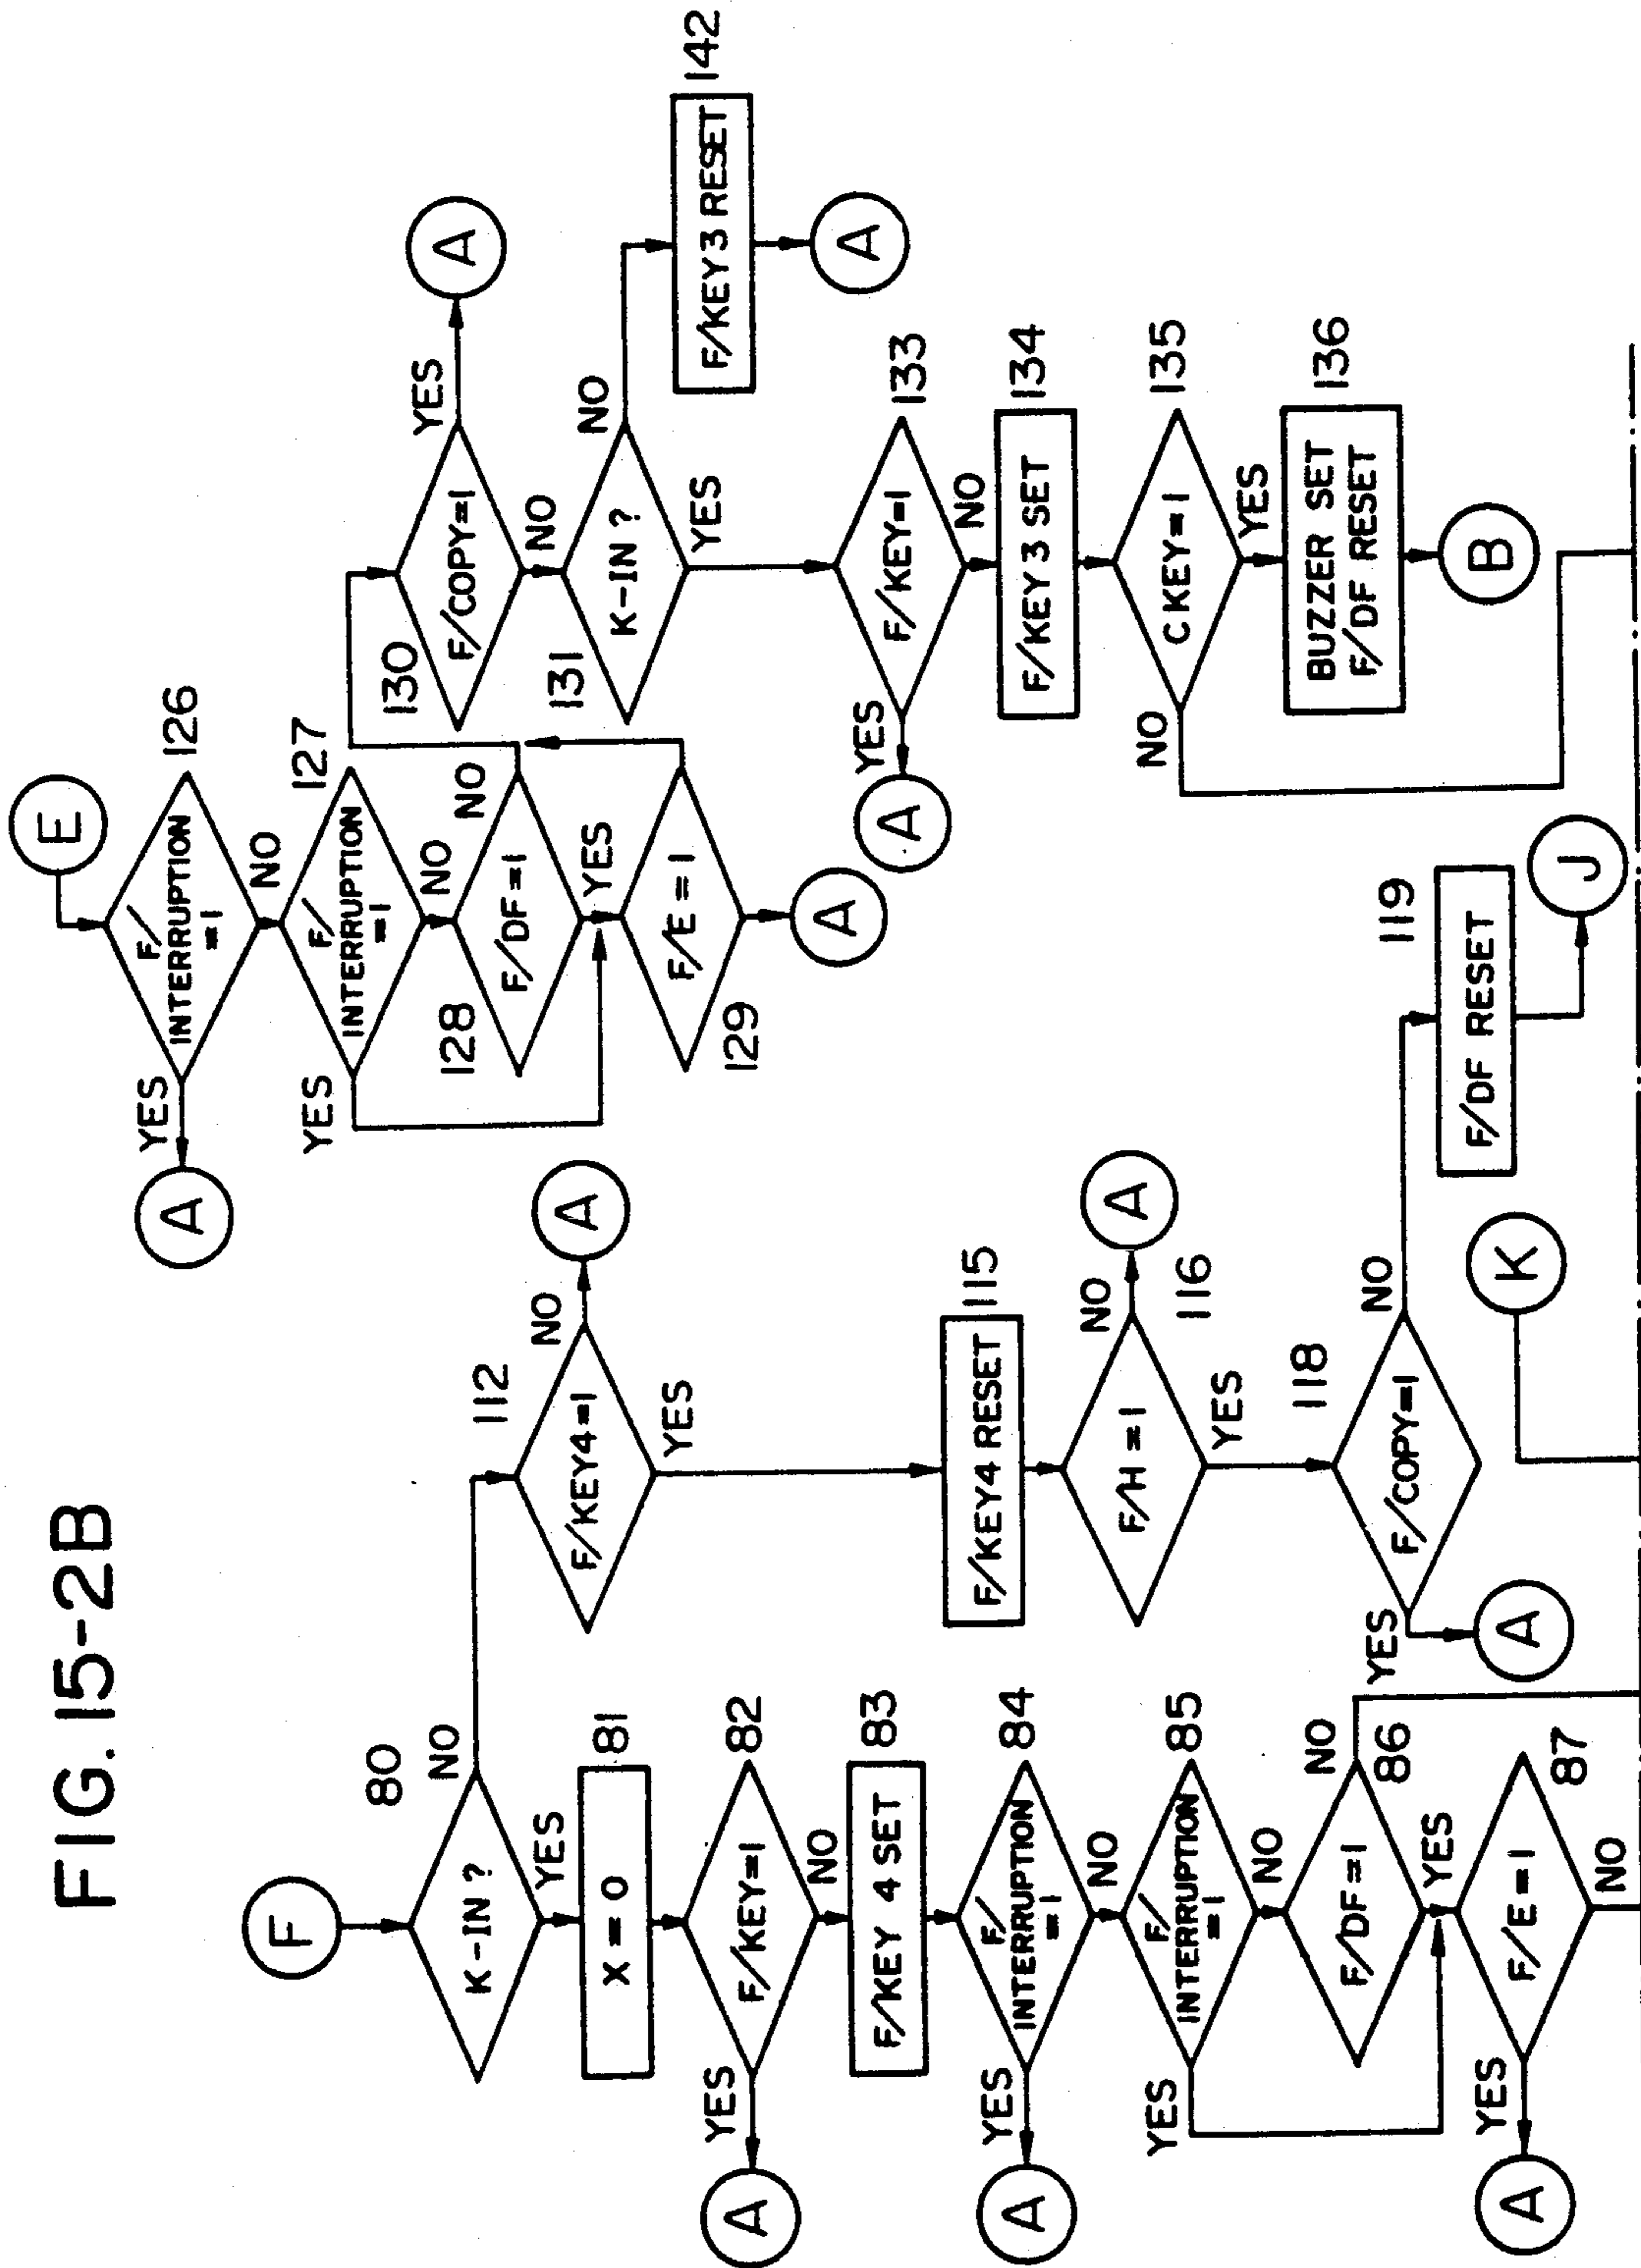 FIG. 15-2B
F
K-IN ?
80
NO
YES
X = 0
81
F/KEY=1
82
YES
A
NO
F/KEY 4 SET
83
F/
INTERRUPTION
=1
84
YES
A
NO
F/
INTERRUPTION
=1
85
YES
NO
F/DF=1
86
NO
YES
F/E=1
87
YES
A
NO
F/KEY4=1
112
NO
A
YES
F/KEY4 RESET
115
F/H=1
116
NO
A
YES
F/COPY=1
118
YES
A
NO
F/DF RESET
119
J
K
E
F/
INTERRUPTION
=1
126
YES
A
NO
F/
INTERRUPTION
=1
127
YES
NO
F/DF=1
128
NO
YES
F/E=1
129
A
F/COPY=1
130
YES
A
NO
K-IN ?
131
NO
F/KEY3 RESET
142
A
YES
F/KEY=1
133
YES
A
NO
F/KEY3 SET
134
C KEY=1
135
NO
YES
BUZZER SET
F/DF RESET
136
B